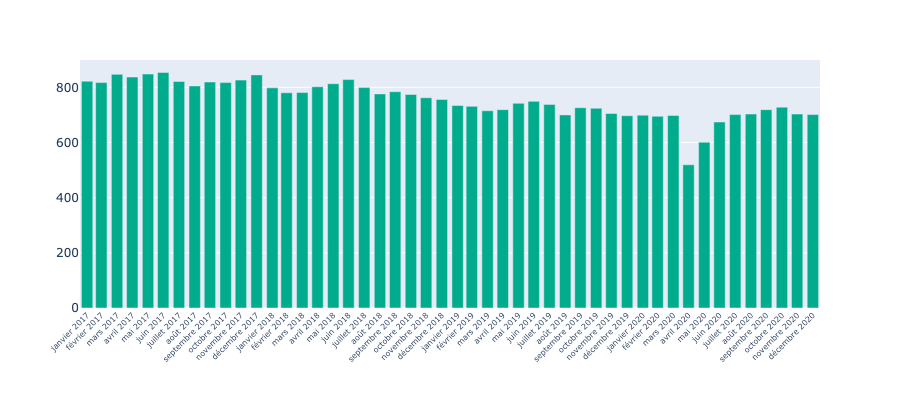 800
600
400
200
0
janvier 2017
février 2017
mars 2017
avril 2017
mai 2017
juin 2017
juillet 2017
août 2017
septembre 2017
octobre 2017
novembre 2017
décembre 2017
janvier 2018
février 2018
mars 2018
avril 2018
mai 2018
juin 2018
juillet 2018
août 2018
septembre 2018
octobre 2018
novembre 2018
décembre 2018
janvier 2019
février 2019
mars 2019
avril 2019
mai 2019
juin 2019
juillet 2019
août 2019
septembre 2019
octobre 2019
novembre 2019
décembre 2019
janvier 2020
février 2020
mars 2020
avril 2020
mai 2020
juin 2020
juillet 2020
août 2020
septembre 2020
octobre 2020
novembre 2020
décembre 2020